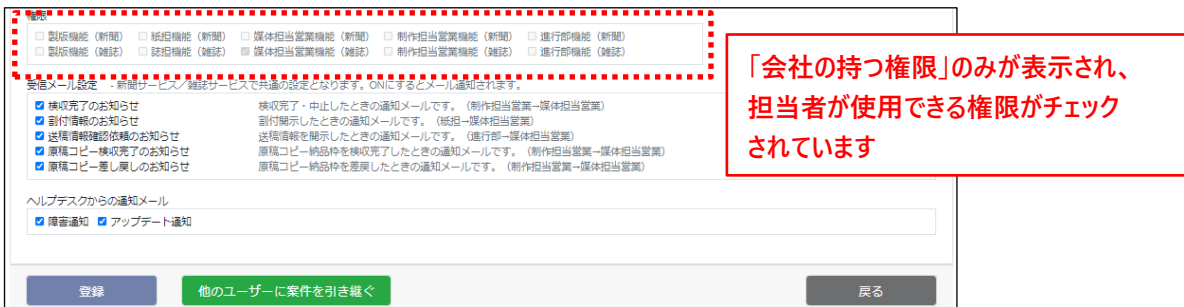 権限
製版機能（新聞） 紙担機能（新聞） 媒体担当営業機能（新聞） 制作担当営業機能（新聞） 進行部機能（新聞）
製版機能（雑誌） 誌担機能（雑誌） 媒体担当営業機能（雑誌） 制作担当営業機能（雑誌） 進行部機能（雑誌）
「会社の持つ権限」のみが表示され、
担当者が使用できる権限がチェック
されています
受信メール設定 - 新聞サービス／雑誌サービスで共通の設定となります。ONにするとメール通知されます。
検収完了のお知らせ 検収完了・中止したときの通知メールです。（制作担当営業→媒体担当営業）
割付情報のお知らせ 割付開示したときの通知メールです。（紙担→媒体担当営業）
送稿情報確認依頼のお知らせ 送稿情報を開示したときの通知メールです。（進行部→媒体担当営業）
原稿コピー検収完了のお知らせ 原稿コピー納品枠を検収完了したときの通知メールです。（制作担当営業→媒体担当営業）
原稿コピー差し戻しのお知らせ 原稿コピー納品枠を差戻したときの通知メールです。（制作担当営業→媒体担当営業）
ヘルプデスクからの通知メール
障害通知 アップデート通知
登録 他のユーザーに案件を引き継ぐ 戻る